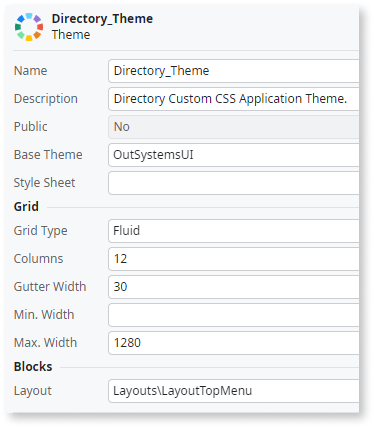 Directory_Theme
Theme
Name Directory_Theme
Description Directory Custom CSS Application Theme.
Public No
Base Theme OutSystemsUI
Style Sheet
Grid
Grid Type Fluid
Columns 12
Gutter Width 30
Min. Width
Max. Width 1280
Blocks
Layout Layouts\LayoutTopMenu